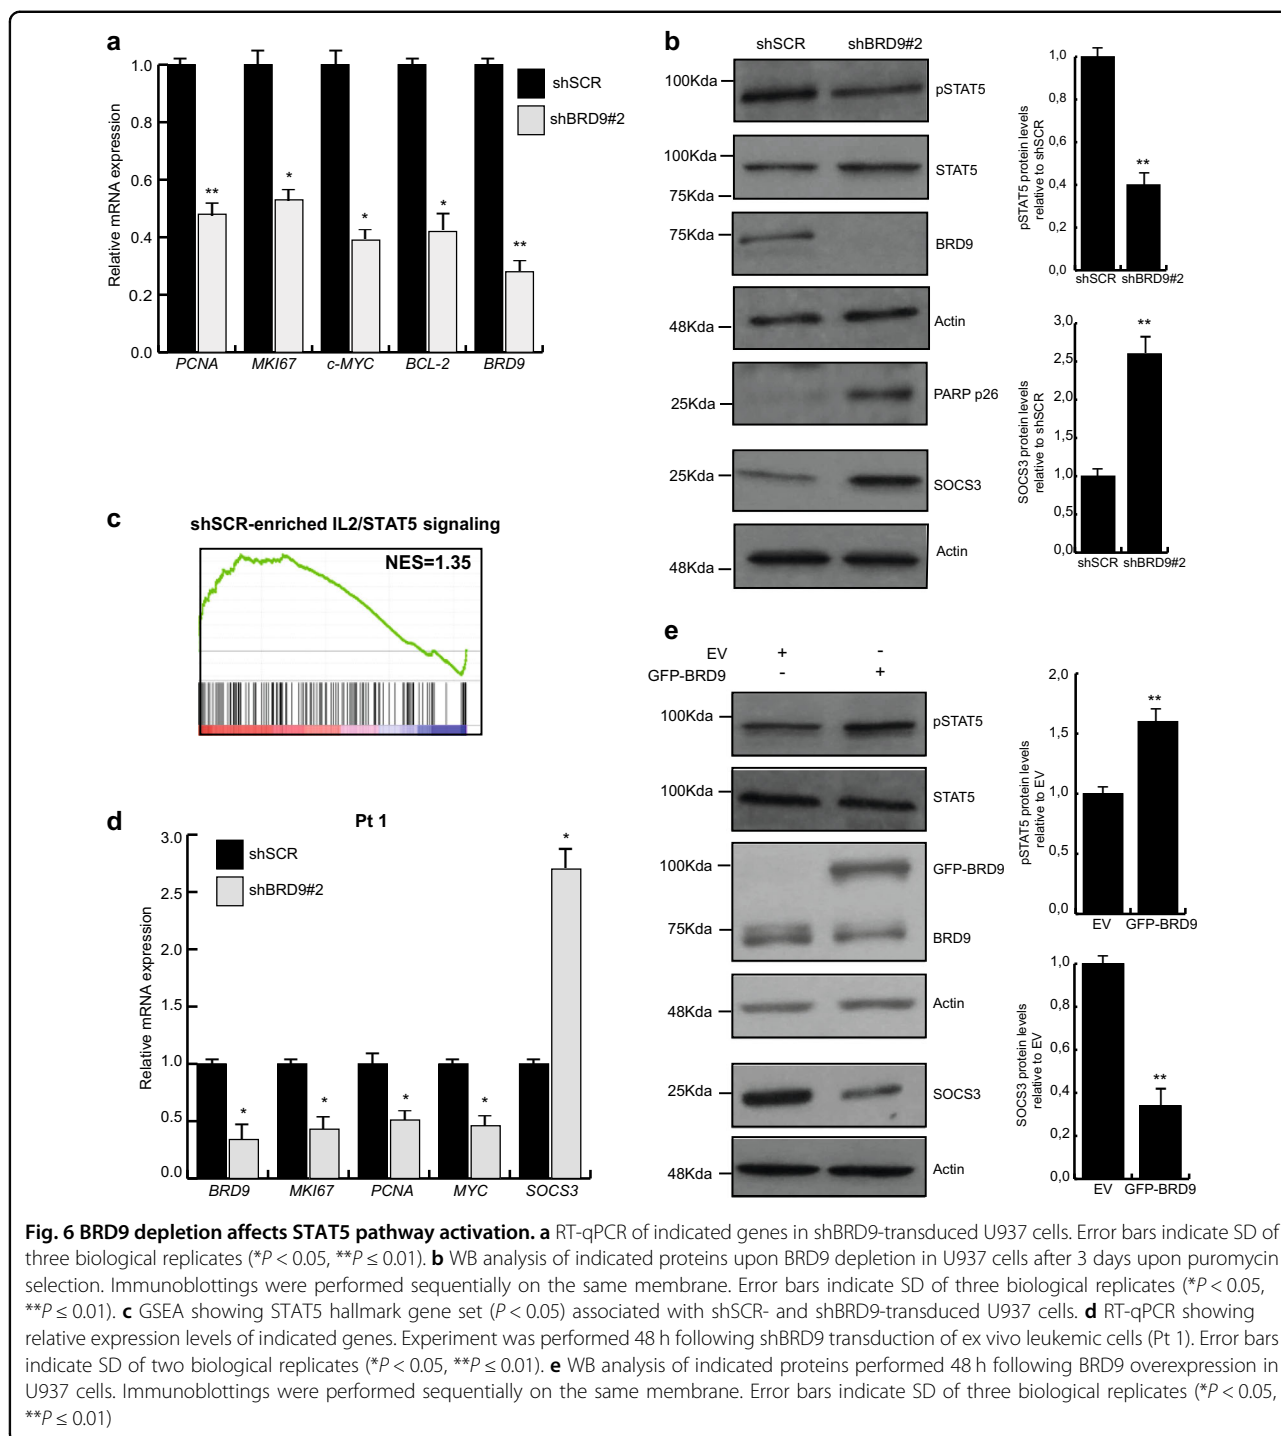 a
Relative mRNA expression
1.0
1.0
0.6
0.4
0.2
0.0
** * * * **
PCNA MKI67 c-MYC BCL-2 BRD9
shSCR
shBRD9#2
b
shSCR shBRD9#2
100Kda
pSTAT5
100Kda
STAT5
75Kda
75Kda
BRD9
Actin
48Kda
PARP p26
25Kda
25Kda
SOCS3
Actin
48Kda
pSTAT5 protein levels
relative to shSCR
1,0
0,8
0,6
0,4
0,2
0,0
**
shSCR shBRD9#2
SOCS3 protein levels
relative to shSCR
3,0
2,5
2,0
1,0
0,5
0,0
**
shSCR shBRD9#2
c
shSCR-enriched IL2/STAT5 signaling
NES=1.35
d
Pt 1
Relative mRNA expression
3.0
2.5
2.0
1.5
1.0
0.5
0.0
shSCR
shBRD9#2
* * * * *
BRD9 MKI67 PCNA MYC SOCS3
e
EV + -
GFP-BRD9 - +
100Kda
pSTAT5
100Kda
STAT5
100Kda
GFP-BRD9
75Kda
BRD9
Actin
48Kda
25Kda
SOCS3
Actin
48Kda
pSTAT5 protein levels
relative to EV
2,0
1,5
1,0
0,5
0,0
**
EV GFP-BRD9
SOCS3 protein levels
relative to EV
1,0
0,8
0,6
0,4
0,2
0,0
**
EV GFP-BRD9
Fig. 6 BRD9 depletion affects STAT5 pathway activation. a RT-qPCR of indicated genes in shBRD9-transduced U937 cells. Error bars indicate SD of
three biological replicates (*P < 0.05, **P ≤ 0.01). b WB analysis of indicated proteins upon BRD9 depletion in U937 cells after 3 days upon puromycin
selection. Immunoblottings were performed sequentially on the same membrane. Error bars indicate SD of three biological replicates (*P < 0.05,
**P ≤ 0.01). c GSEA showing STAT5 hallmark gene set (P < 0.05) associated with shSCR- and shBRD9-transduced U937 cells. d RT-qPCR showing
relative expression levels of indicated genes. Experiment was performed 48 h following shBRD9 transduction of ex vivo leukemic cells (Pt 1). Error bars
indicate SD of two biological replicates (*P < 0.05, **P ≤ 0.01). e WB analysis of indicated proteins performed 48 h following BRD9 overexpression in
U937 cells. Immunoblottings were performed sequentially on the same membrane. Error bars indicate SD of three biological replicates (*P < 0.05,
**P ≤ 0.01)